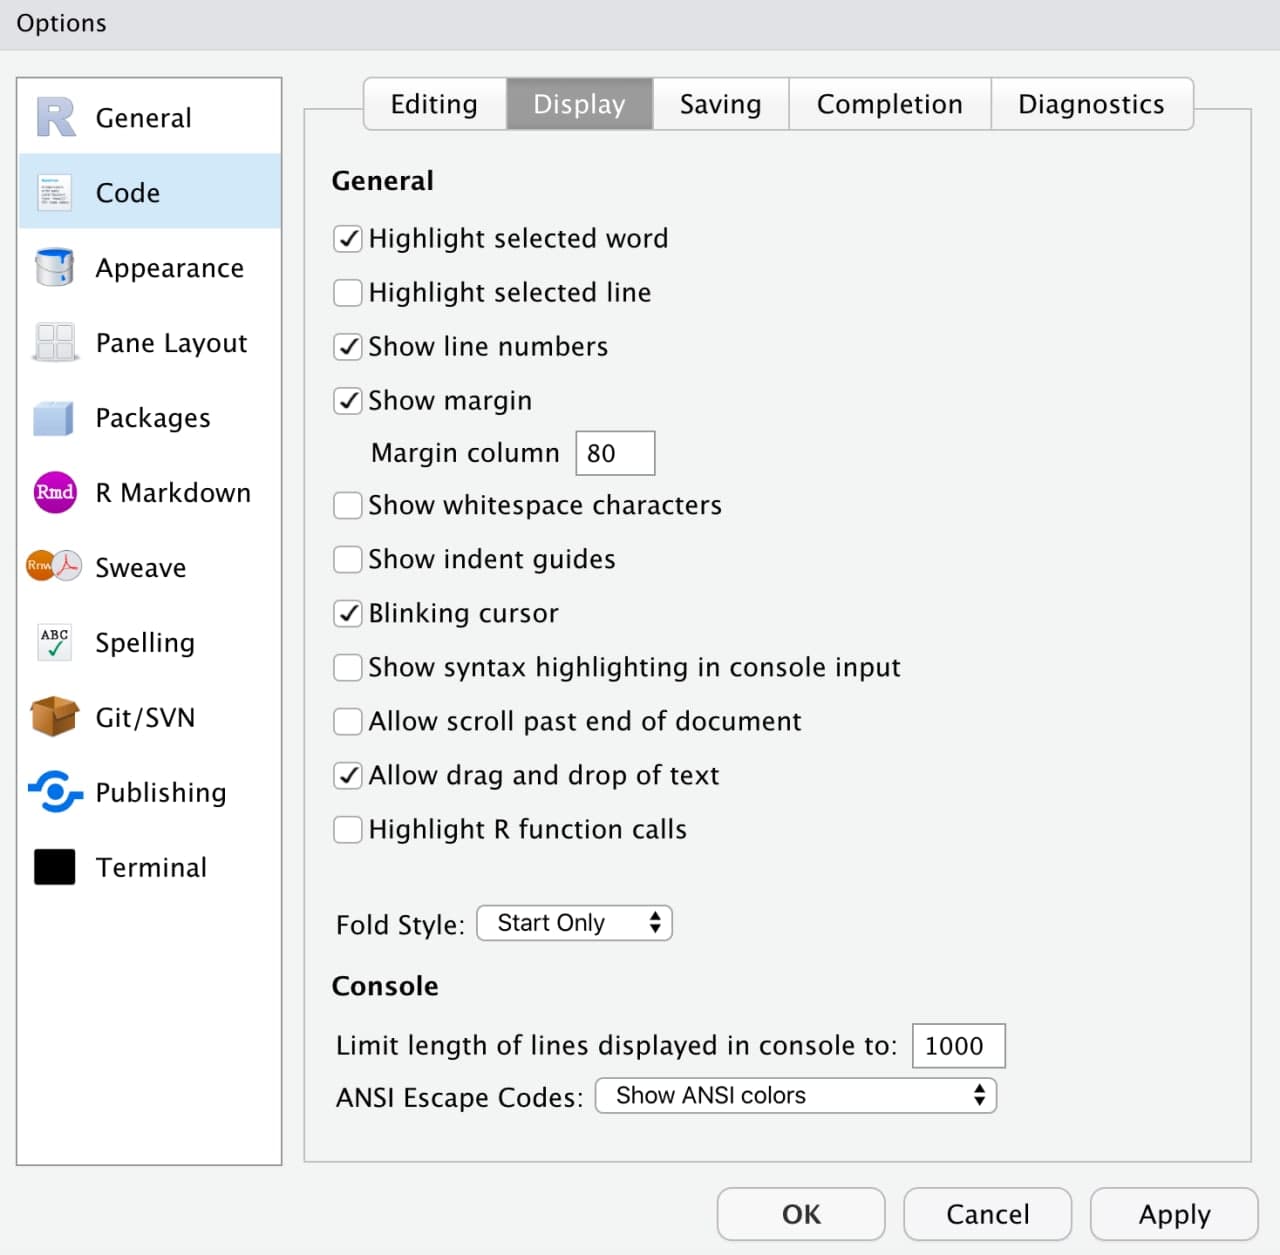 Options
General
Code
Appearance
Pane Layout
Packages
Rmd R Markdown
Rnw Sweave
ABC Spelling
Git/SVN
Publishing
Terminal
Editing Display Saving Completion Diagnostics
General
Highlight selected word
Highlight selected line
Show line numbers
Show margin
Margin column 80
Show whitespace characters
Show indent guides
Blinking cursor
Show syntax highlighting in console input
Allow scroll past end of document
Allow drag and drop of text
Highlight R function calls
Fold Style: Start Only
Console
Limit length of lines displayed in console to: 1000
ANSI Escape Codes: Show ANSI colors
OK Cancel Apply